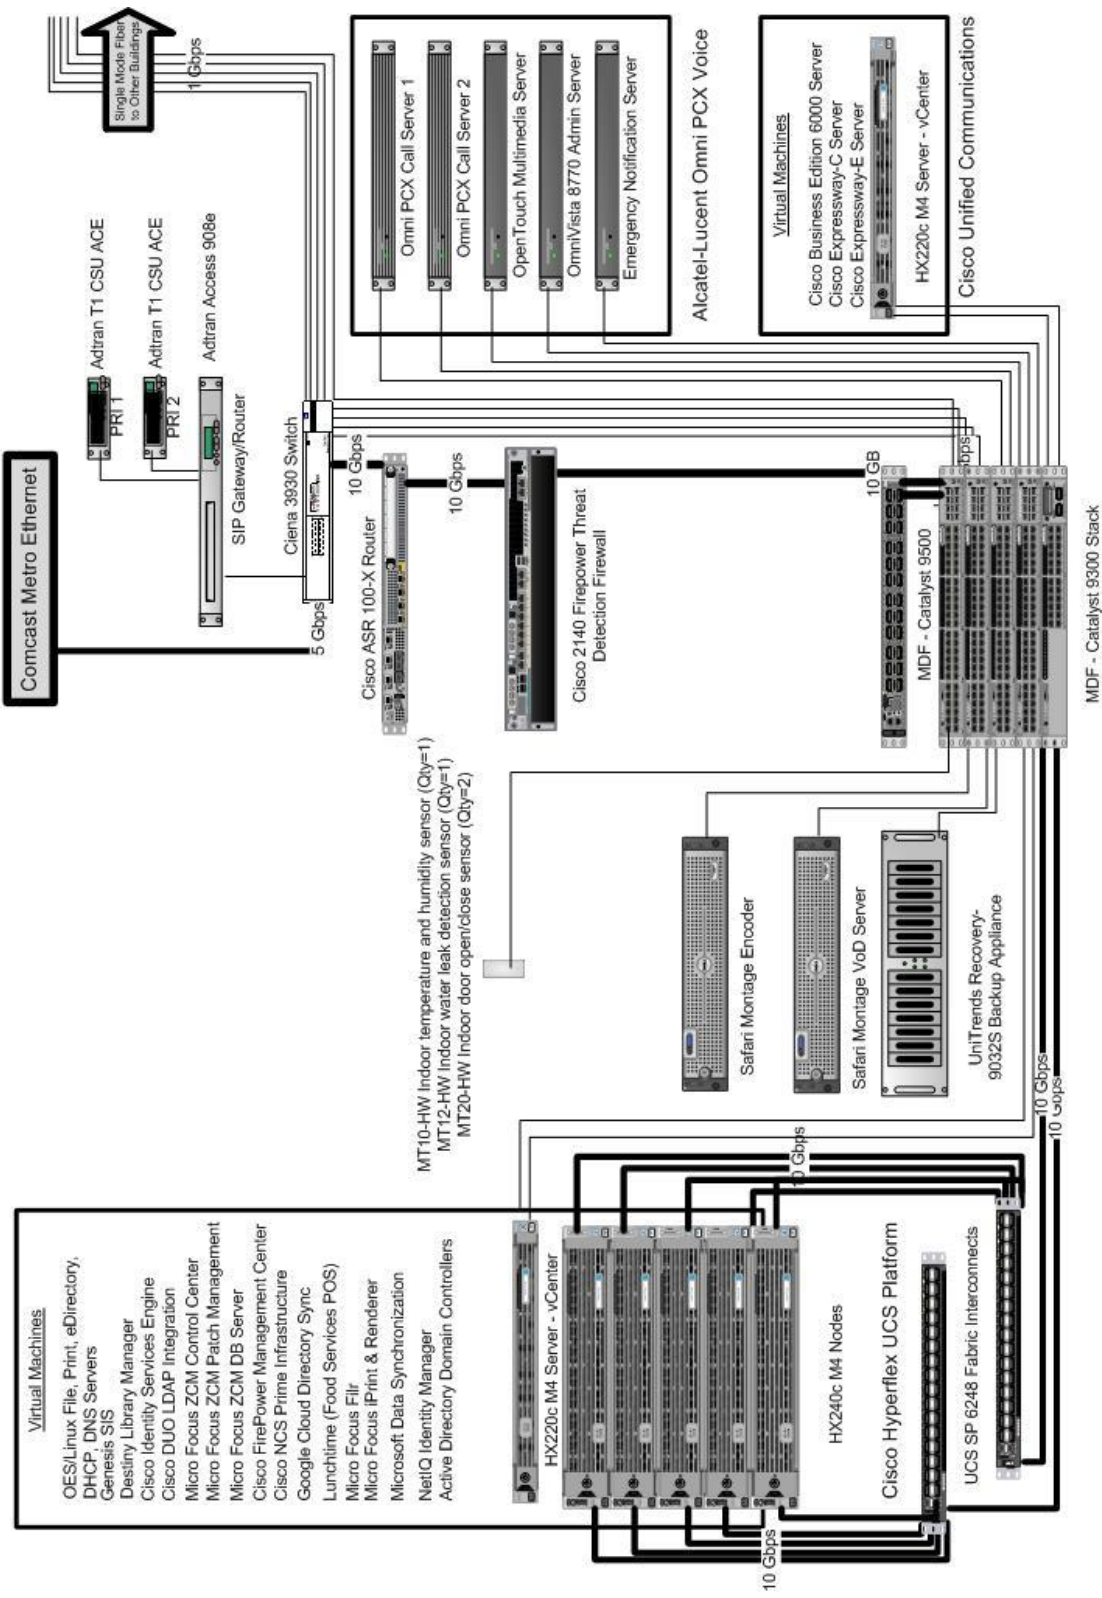 Virtual Machines
OES/Linux File, Print, eDirectory,
DHCP, DNS Servers
Genesis SIS
Destiny Library Manager
Cisco Identity Services Engine
Cisco DUO LDAP Integration
Micro Focus ZCM Control Center
Micro Focus ZCM Patch Management
Micro Focus ZCM DB Server
Cisco FirePower Management Center
Cisco NCS Prime Infrastructure
Google Cloud Directory Sync
Lunchtime (Food Services POS)
Micro Focus Filr
Micro Focus iPrint & Renderer
Microsoft Data Synchronization
NetIQ Identity Manager
Active Directory Domain Controllers
HX220c M4 Server - vCenter
10 Gbps
10 Gbps
HX240c M4 Nodes
Cisco Hyperflex UCS Platform
UCS SP 6248 Fabric Interconnects
10 Gbps
10 Gbps
MT10-HW Indoor temperature and humidity sensor (Qty=1)
MT12-HW Indoor water leak detection sensor (Qty=1)
MT20-HW Indoor door open/close sensor (Qty=2)
Safari Montage Encoder
Safari Montage VoD Server
UniTrends Recovery-
9032S Backup Appliance
Comcast Metro Ethernet
5 Gbps
PRI 1
Adtran T1 CSU ACE
PRI 2
Adtran T1 CSU ACE
SIP Gateway/Router
Adtran Access 908e
Ciena 3930 Switch
Single Mode Fiber
to Other Buildings
1 Gbps
Cisco ASR 100-X Router
10 Gbps
10 Gbps
Cisco 2140 Firepower Threat
Detection Firewall
10 GB
MDF - Catalyst 9500
MDF - Catalyst 9300 Stack
Omni PCX Call Server 1
Omni PCX Call Server 2
OpenTouch Multimedia Server
OmniVista 8770 Admin Server
Emergency Notification Server
Alcatel-Lucent Omni PCX Voice
Virtual Machines
Cisco Business Edition 6000 Server
Cisco Expressway-C Server
Cisco Expressway-E Server
HX220c M4 Server - vCenter
Cisco Unified Communications